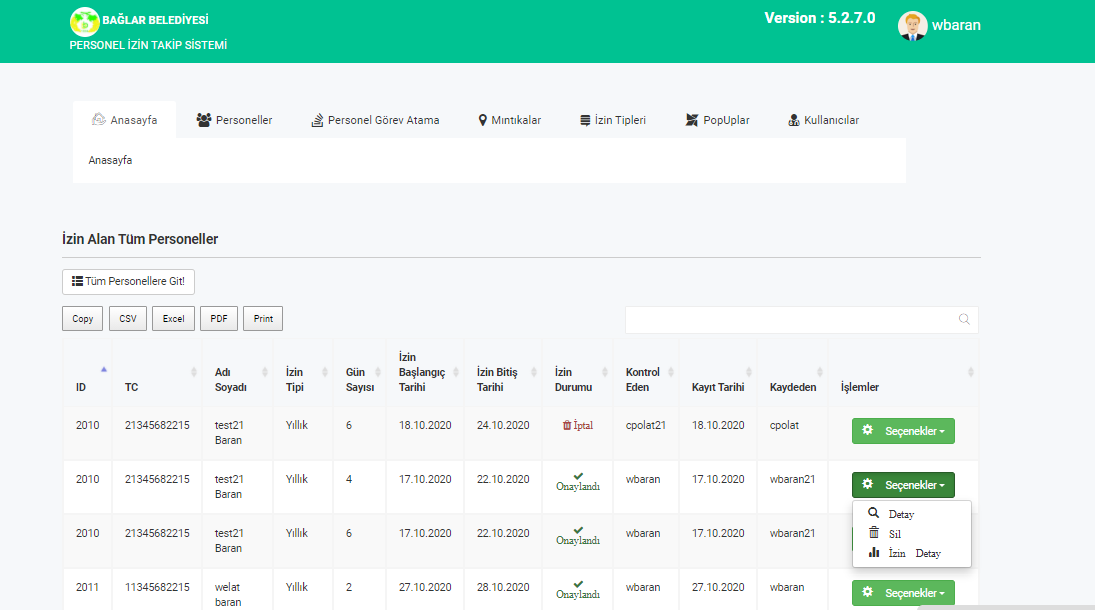 BAĞLAR BELEDİYESİ
PERSONEL İZİN TAKİP SİSTEMİ
Version : 5.2.7.0
wbaran
Anasayfa
Personeller
Personel Görev Atama
Mıntıkalar
İzin Tipleri
PopUplar
Kullanıcılar
Anasayfa
İzin Alan Tüm Personeller
Tüm Personellere Git!
Copy
CSV
Excel
PDF
Print
ID
TC
Adı
Soyadı
İzin
Tipi
Gün
Sayısı
İzin
Başlangıç
Tarihi
İzin Bitiş
Tarihi
İzin
Durumu
Kontrol
Eden
Kayıt Tarihi
Kaydeden
İşlemler
2010
21345682215
test21
Baran
Yıllık
6
18.10.2020
24.10.2020
İptal
cpolat21
18.10.2020
cpolat
Seçenekler
2010
21345682215
test21
Baran
Yıllık
4
17.10.2020
22.10.2020
Onaylandı
wbaran
17.10.2020
wbaran21
Seçenekler
Detay
Sil
İzin Detay
2010
21345682215
test21
Baran
Yıllık
6
17.10.2020
22.10.2020
Onaylandı
wbaran
17.10.2020
wbaran21
2011
11345682215
welat
baran
Yıllık
2
27.10.2020
28.10.2020
Onaylandı
wbaran
27.10.2020
wbaran
Seçenekler